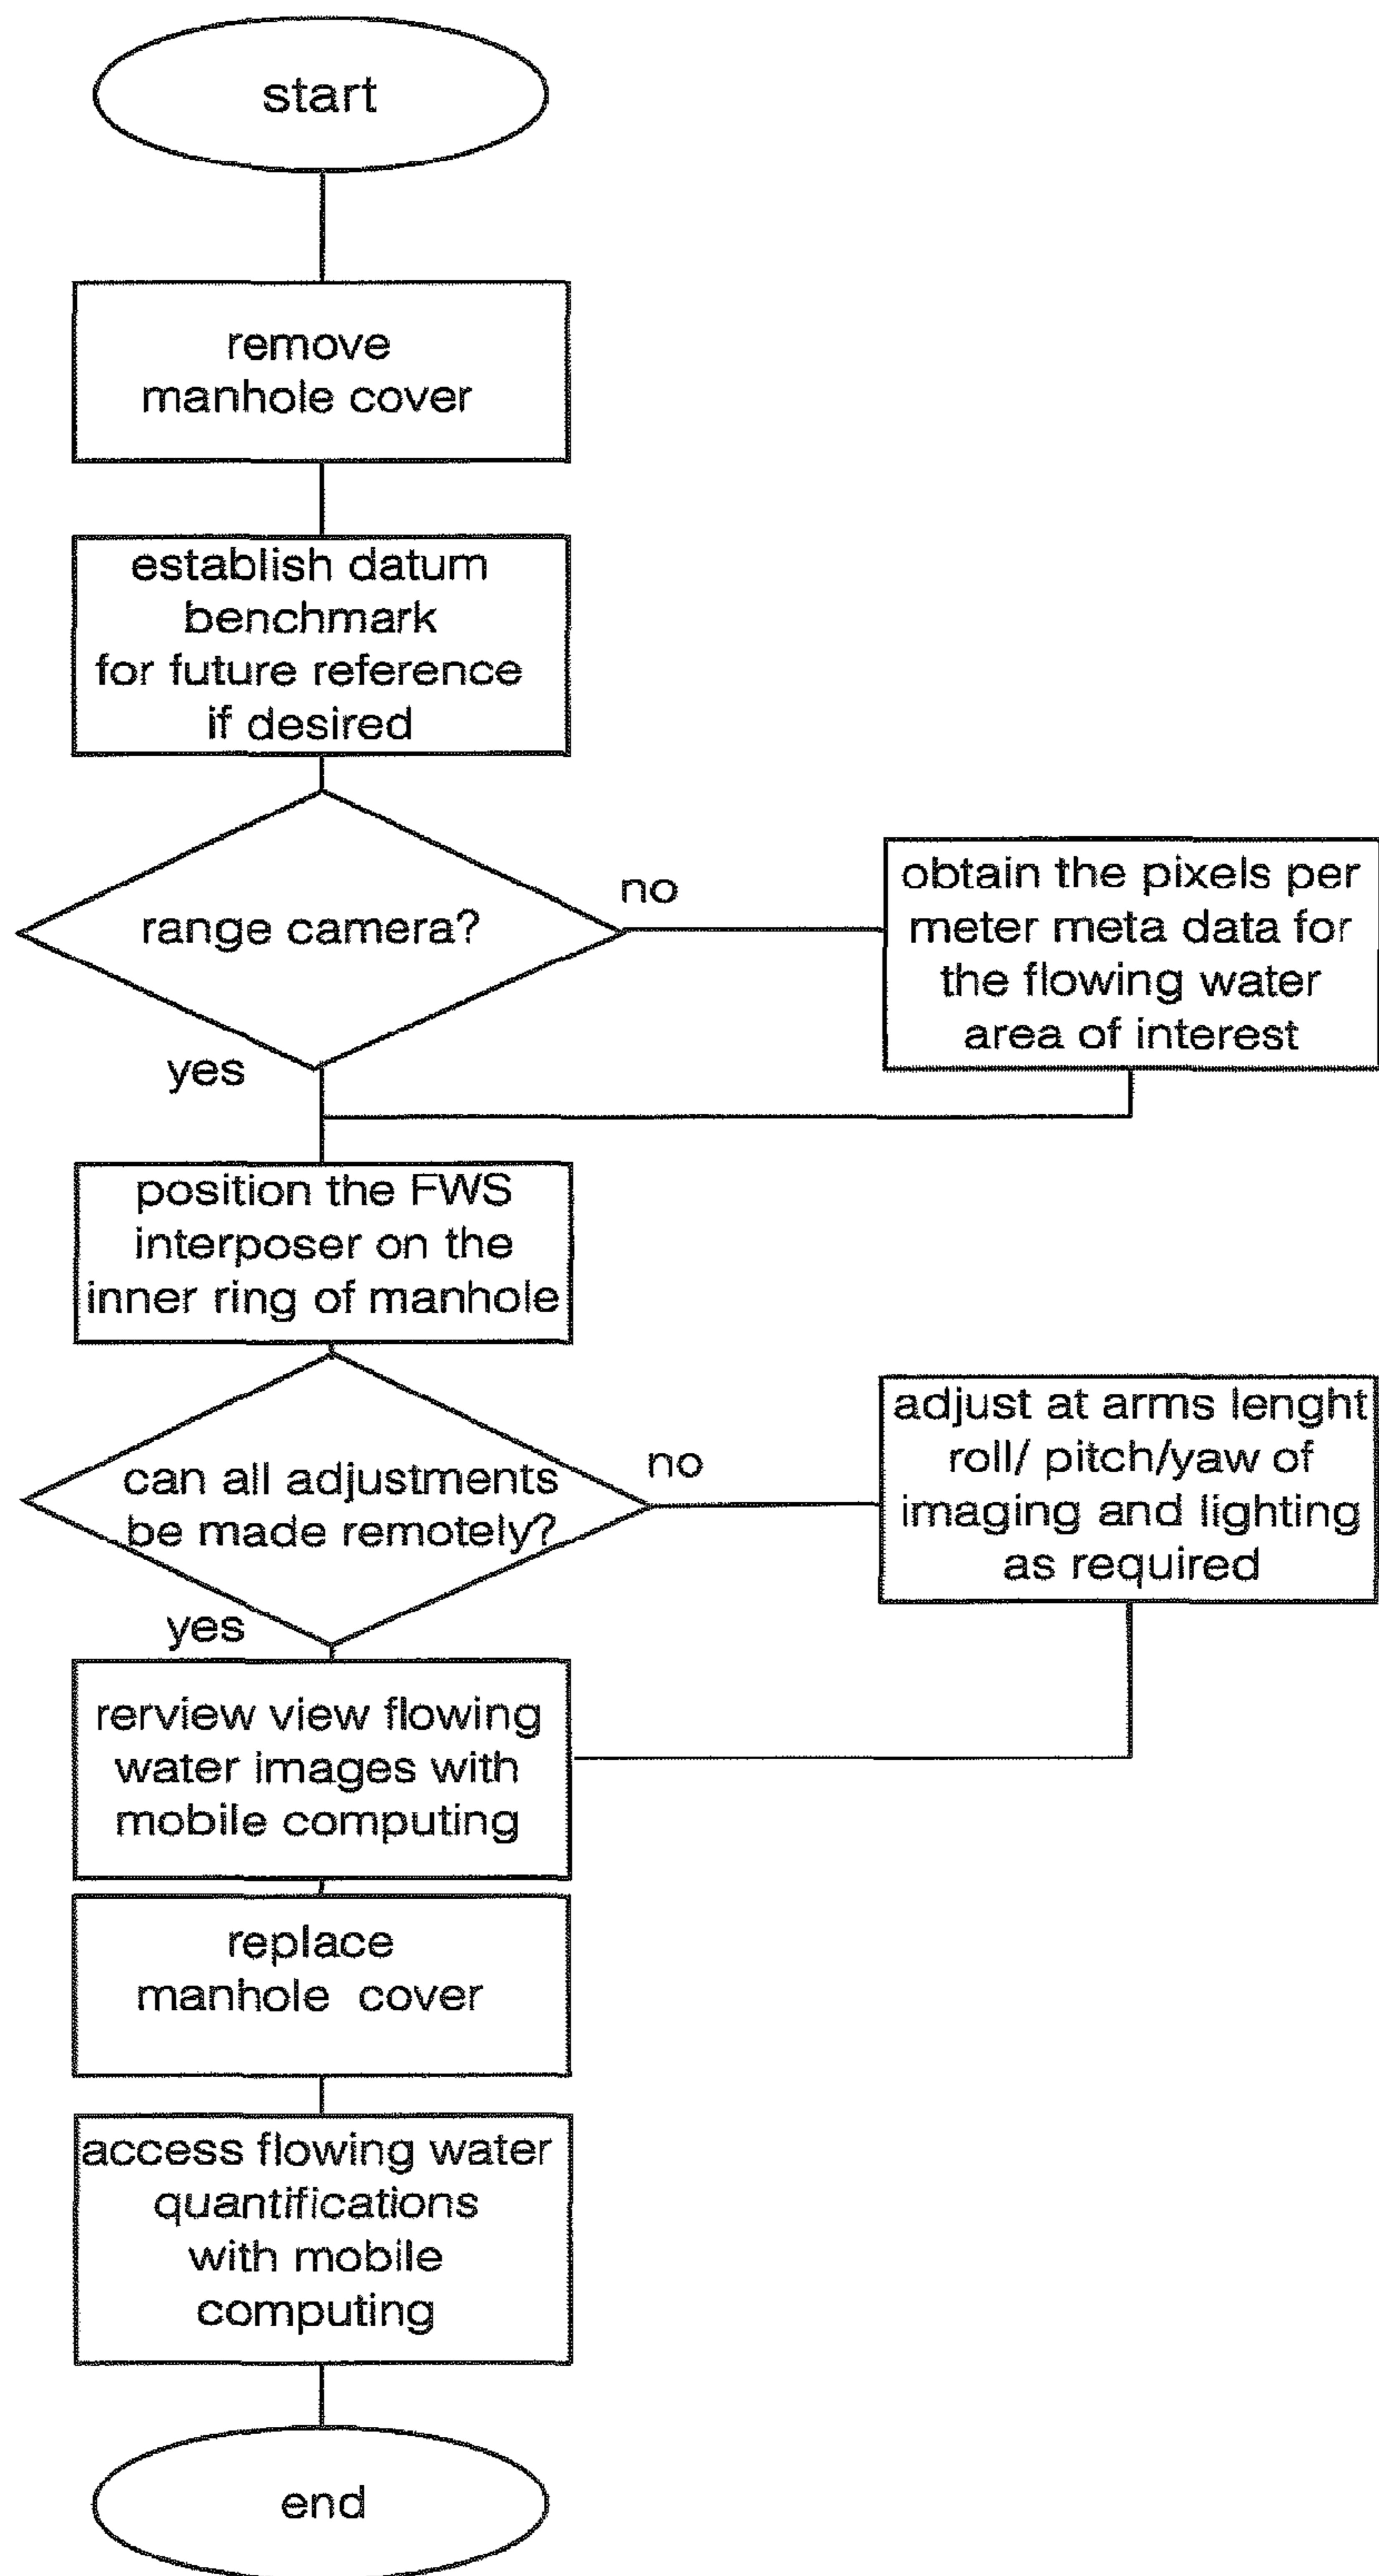 start
remove
manhole cover
establish datum
benchmark
for future reference
if desired
range camera?
no
obtain the pixels per
meter meta data for
the flowing water
area of interest
yes
position the FWS
interposer on the
inner ring of manhole
can all adjustments
be made remotely?
no
adjust at arms lenght
roll/ pitch/yaw of
imaging and lighting
as required
yes
rerview view flowing
water images with
mobile computing
replace
manhole cover
access flowing water
quantifications
with mobile
computing
end